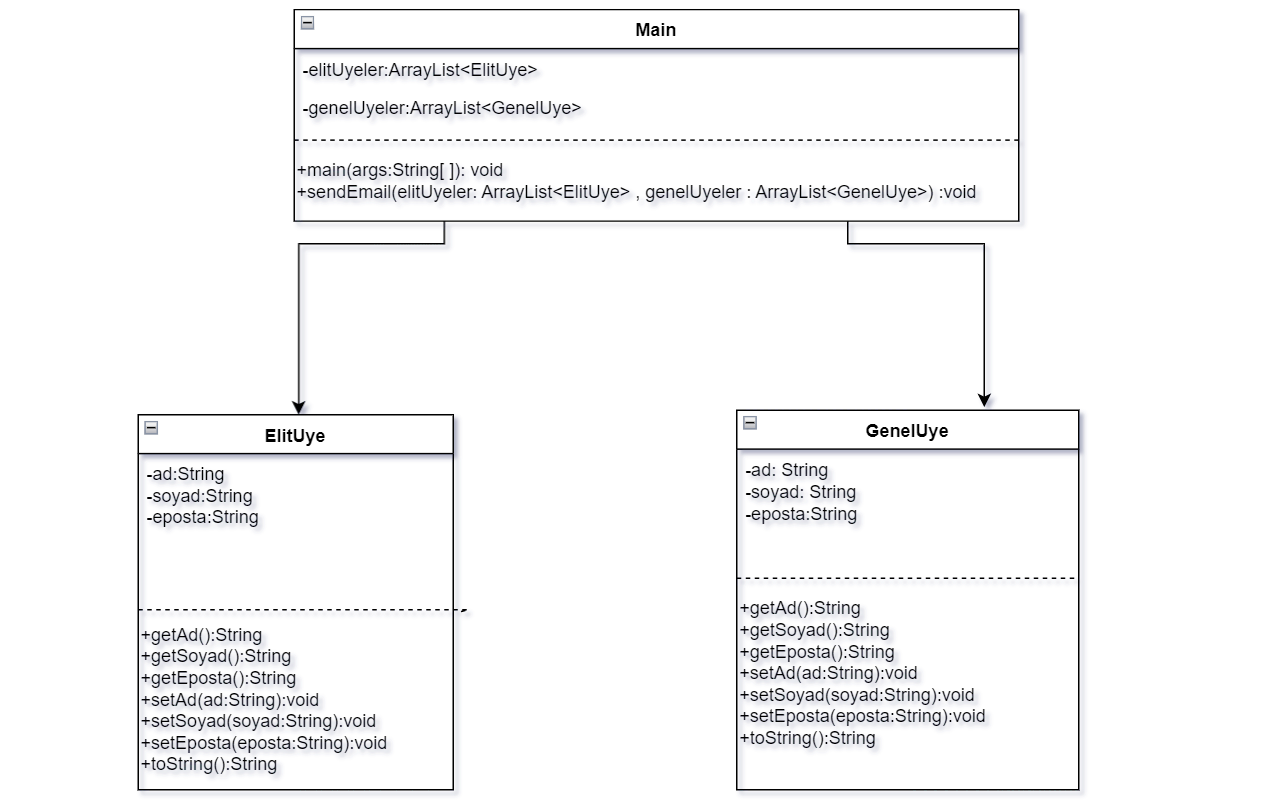 Main
-elitUyeler:ArrayList<ElitUye>
-genelUyeler:ArrayList<GenelUye>
+main(args:String[ ]): void
+sendEmail(elitUyeler: ArrayList<ElitUye> , genelUyeler : ArrayList<GenelUye>) :void
ElitUye
-ad:String
-soyad:String
-eposta:String
+getAd():String
+getSoyad():String
+getEposta():String
+setAd(ad:String):void
+setSoyad(soyad:String):void
+setEposta(eposta:String):void
+toString():String
GenelUye
-ad: String
-soyad: String
-eposta:String
+getAd():String
+getSoyad():String
+getEposta():String
+setAd(ad:String):void
+setSoyad(soyad:String):void
+setEposta(eposta:String):void
+toString():String